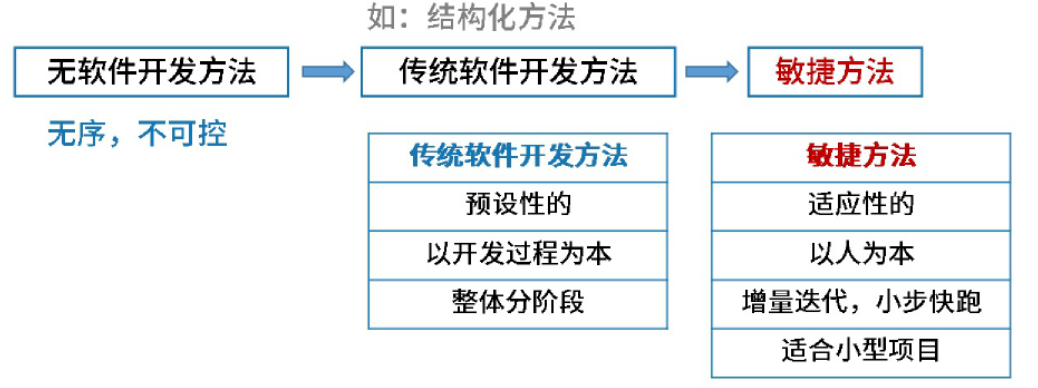 如：结构化方法
无软件开发方法
传统软件开发方法
敏捷方法
无序，不可控
传统软件开发方法
预设性的
以开发过程为本
整体分阶段
敏捷方法
适应性的
以人为本
增量迭代，小步快跑
适合小型项目